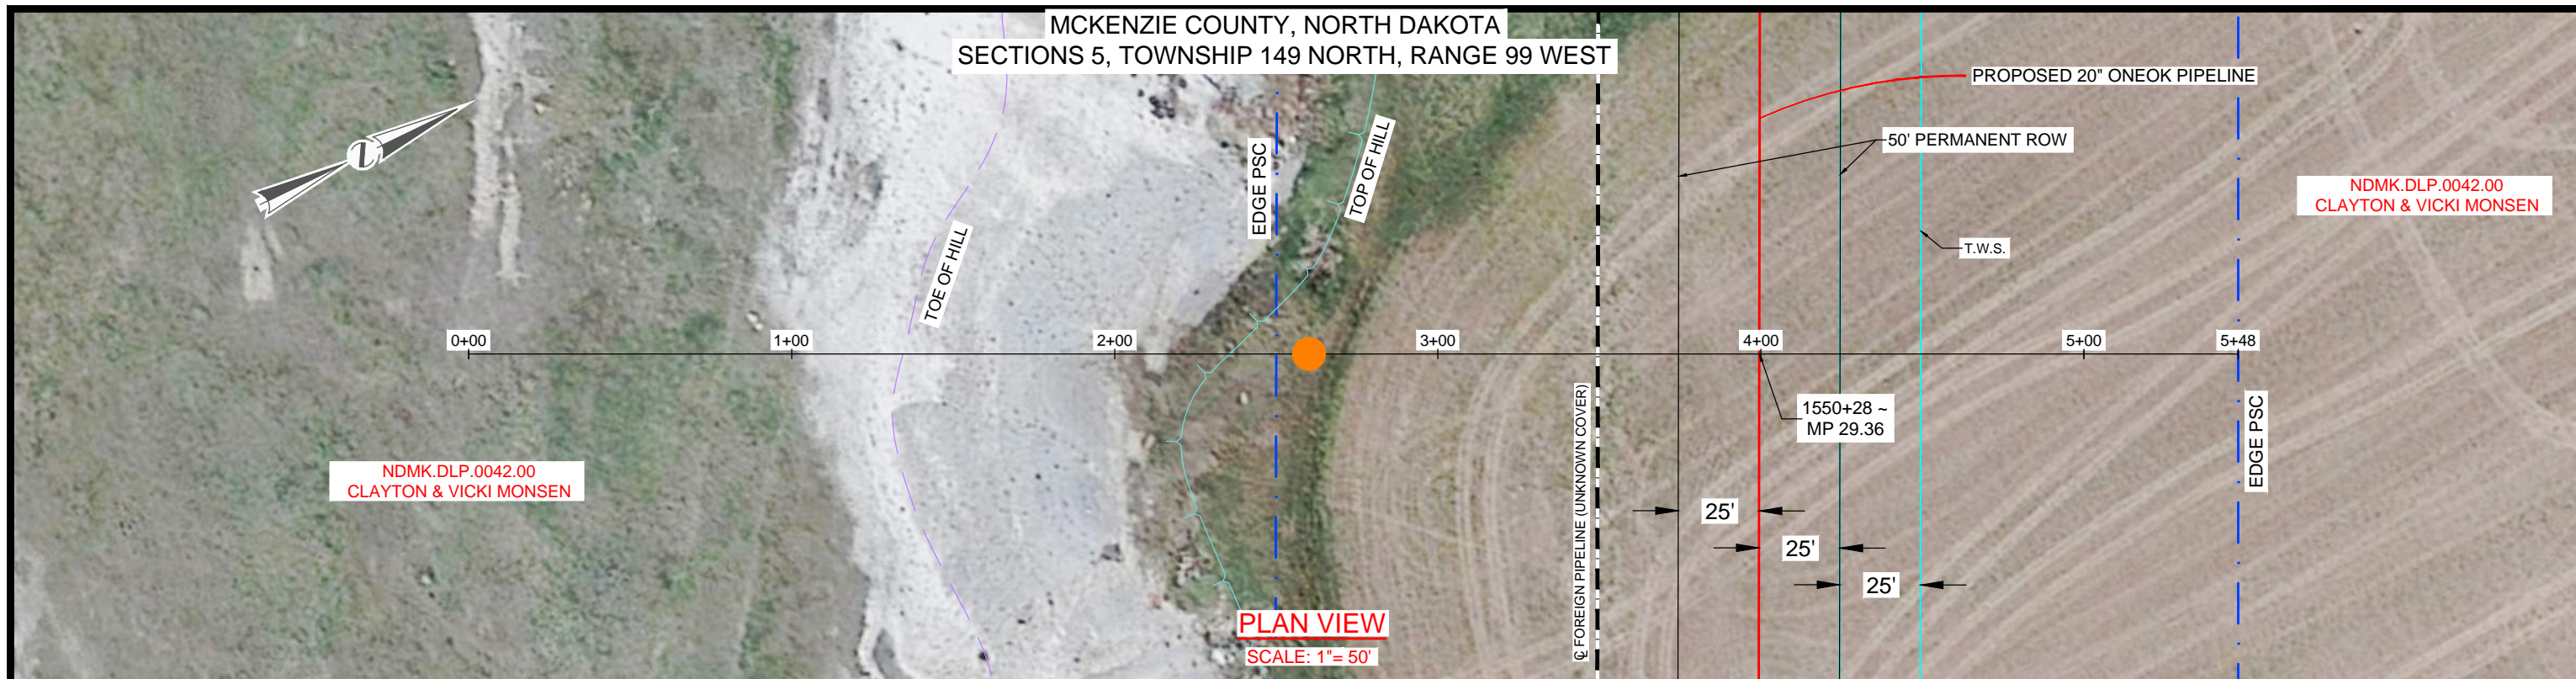 MCKENZIE COUNTY, NORTH DAKOTA
SECTIONS 5, TOWNSHIP 149 NORTH, RANGE 99 WEST
PROPOSED 20" ONEOK PIPELINE
50' PERMANENT ROW
EDGE PSC
TOP OF HILL
NDMK.DLP.0042.00
CLAYTON & VICKI MONSEN
T.W.S.
TOE OF HILL
0+00
1+00
2+00
3+00
4+00
5+00
5+48
1550+28 ~
MP 29.36
℄ FOREIGN PIPELINE (UNKNOWN COVER)
EDGE PSC
NDMK.DLP.0042.00
CLAYTON & VICKI MONSEN
25'
25'
25'
PLAN VIEW
SCALE: 1"= 50'